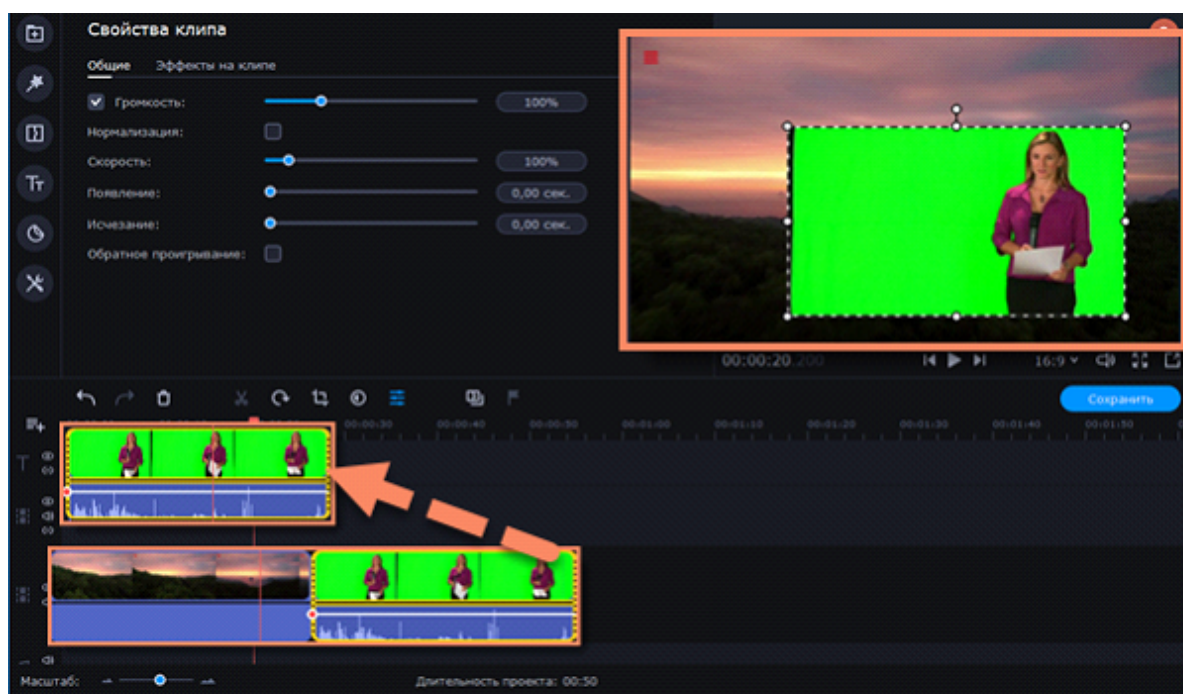 Свойства клипа
Общие Эффекты на клипе
Громкость: 100%
Нормализация:
Скорость: 100%
Появление: 0,00 сек.
Исчезание: 0,00 сек.
Обратное проигрывание:
00:00:20.200 16:9
Сохранить
00:00:30 00:00:40 00:00:50 00:01:00 00:01:10 00:01:20 00:01:30 00:01:40 00:01:50
Масштаб: Длительность проекта: 00:50